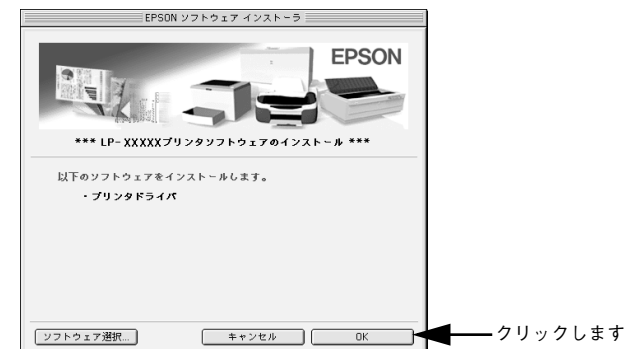 EPSON ソフトウェア インストーラ
EPSON
*** LP-XXXXXプリンタソフトウェアのインストール ***
以下のソフトウェアをインストールします。
・プリンタドライバ
ソフトウェア選択... キャンセル OK クリックします